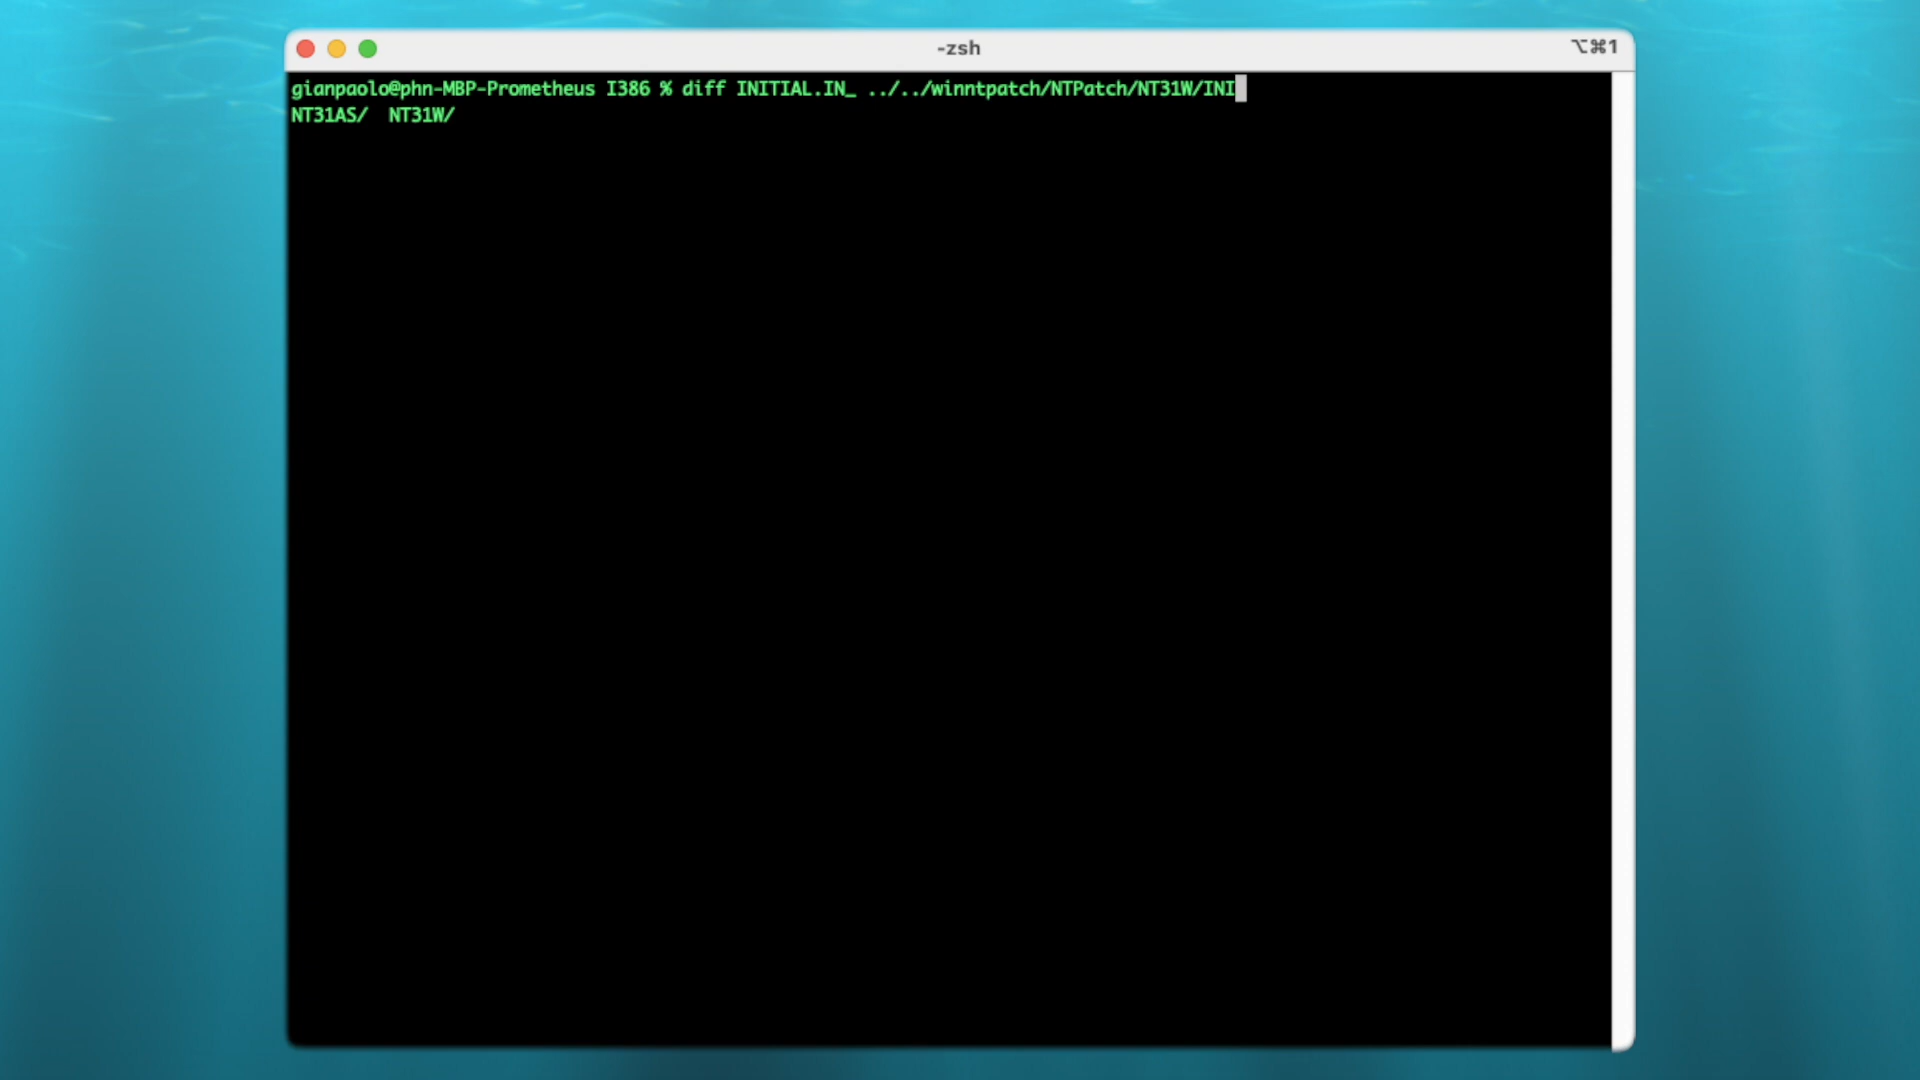 -zsh
⌥⌘1
gianpaolo@phn-MBP-Prometheus I386 % diff INITIAL.IN_ ../../winntpatch/NTPatch/NT31W/INI
NT31AS/  NT31W/